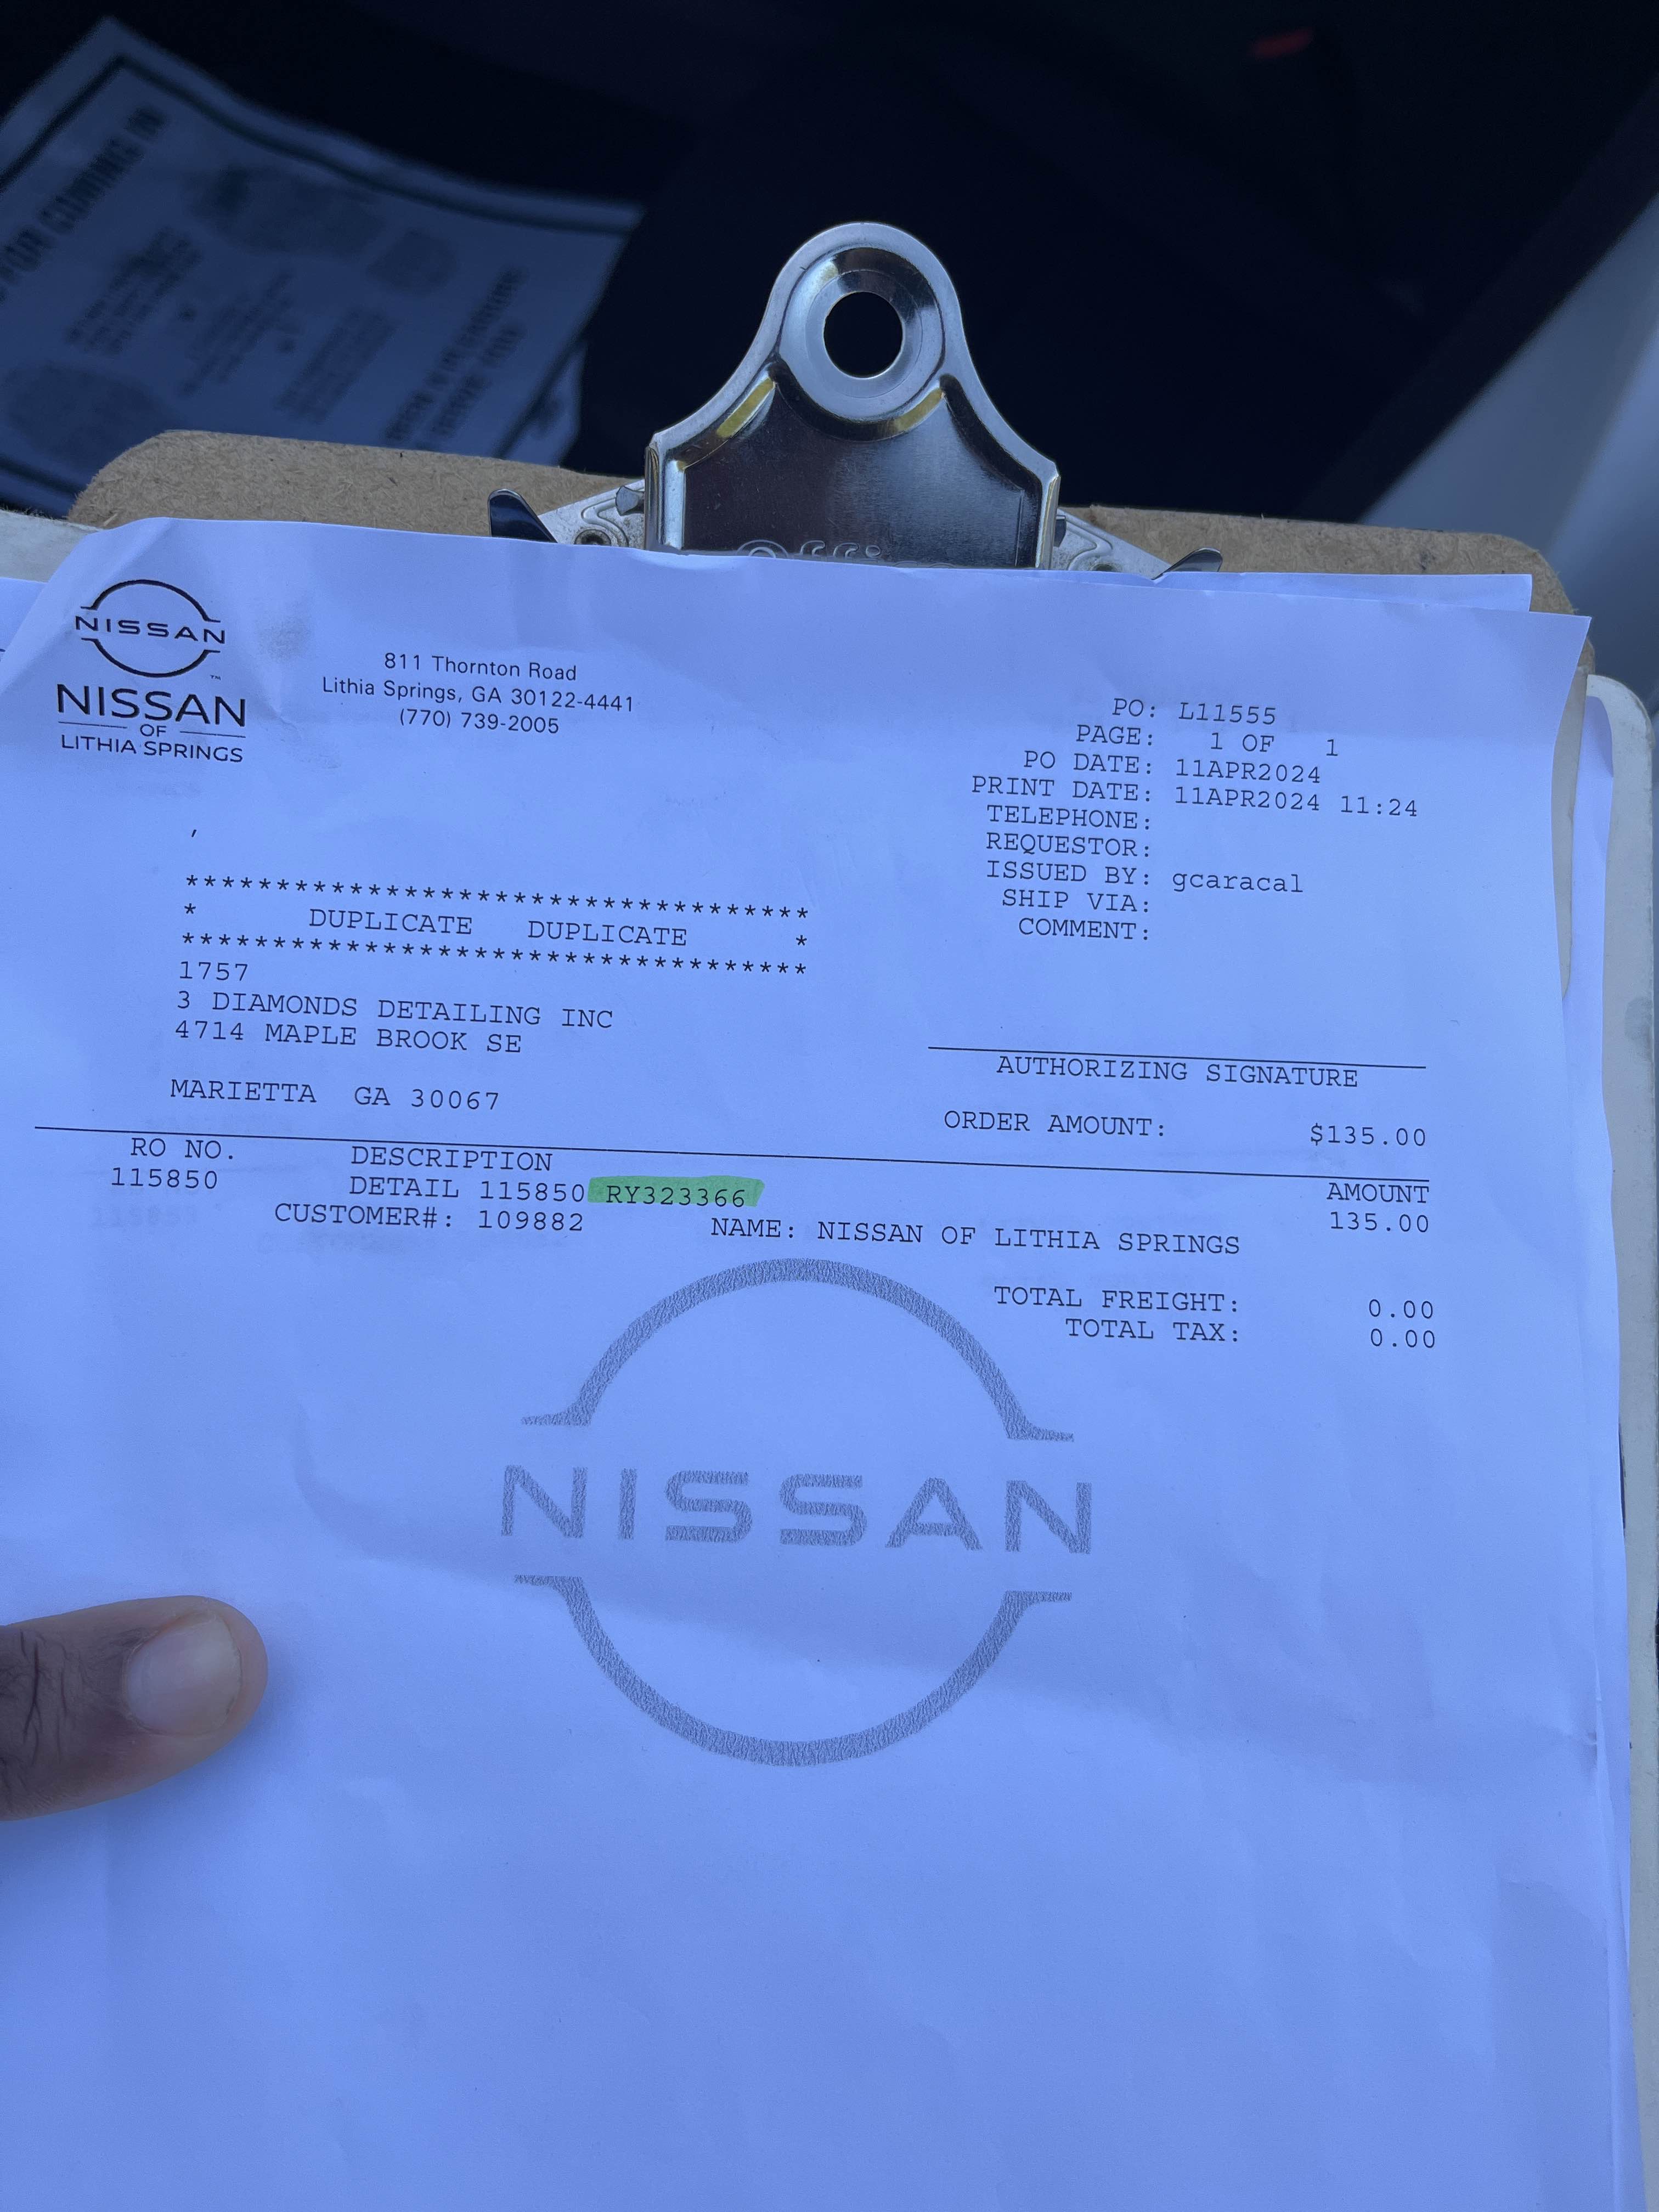 NISSAN
NISSAN
OF
LITHIA SPRINGS
811 Thornton Road
Lithia Springs, GA 30122-4441
(770) 739-2005
PO: L11555
PAGE: 1 OF 1
PO DATE: 11APR2024
PRINT DATE: 11APR2024 11:24
TELEPHONE:
REQUESTOR:
ISSUED BY: gcaracal
SHIP VIA:
COMMENT:
,
***********************************
* DUPLICATE DUPLICATE *
***********************************
1757
3 DIAMONDS DETAILING INC
4714 MAPLE BROOK SE
MARIETTA GA 30067
AUTHORIZING SIGNATURE
ORDER AMOUNT: $135.00
RO NO. DESCRIPTION AMOUNT
115850 DETAIL 115850 RY323366 135.00
CUSTOMER#: 109882 NAME: NISSAN OF LITHIA SPRINGS
TOTAL FREIGHT: 0.00
TOTAL TAX: 0.00
NISSAN